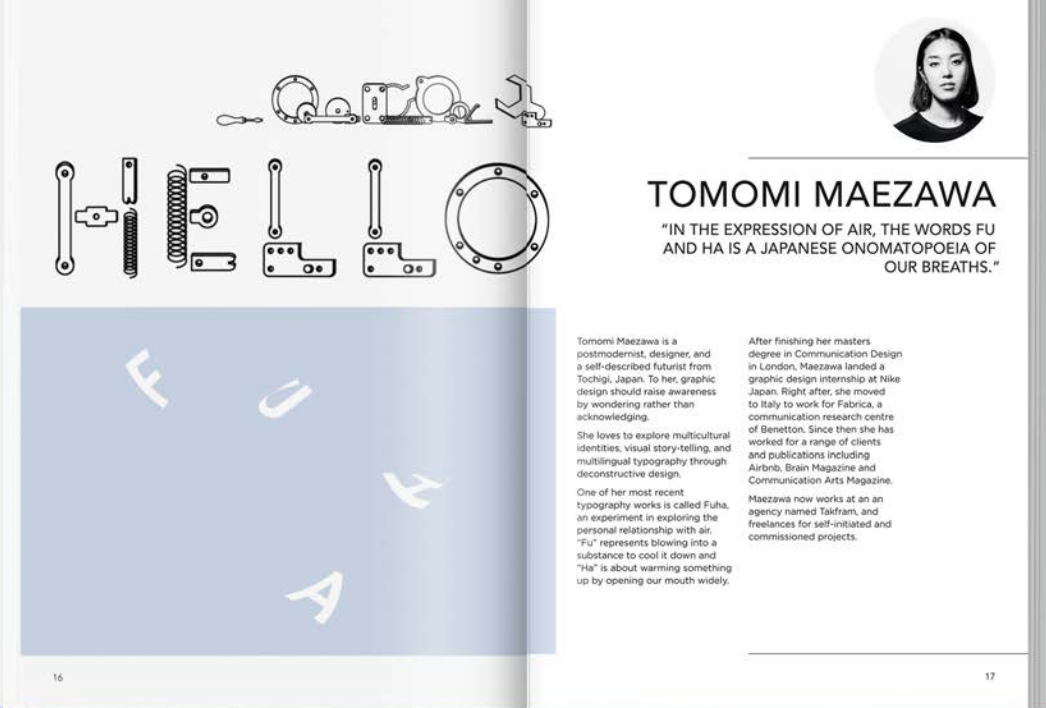 HELLO
F
U
H
A
16
TOMOMI MAEZAWA
"IN THE EXPRESSION OF AIR, THE WORDS FU
AND HA IS A JAPANESE ONOMATOPOEIA OF
OUR BREATHS."
Tomomi Maezawa is a
postmodernist, designer, and
a self-described futurist from
Tochigi, Japan. To her, graphic
design should raise awareness
by wondering rather than
acknowledging.
She loves to explore multicultural
identities, visual story-telling, and
multilingual typography through
deconstructive design.
One of her most recent
typography works is called Fuha,
an experiment in exploring the
personal relationship with air.
"Fu" represents blowing into a
substance to cool it down and
"Ha" is about warming something
up by opening our mouth widely.
After finishing her masters
degree in Communication Design
in London, Maezawa landed a
graphic design internship at Nike
Japan. Right after, she moved
to Italy to work for Fabrica, a
communication research centre
of Benetton. Since then she has
worked for a range of clients
and publications including
Airbnb, Brain Magazine and
Communication Arts Magazine.
Maezawa now works at an an
agency named Takfram, and
freelances for self-initiated and
commissioned projects.
17